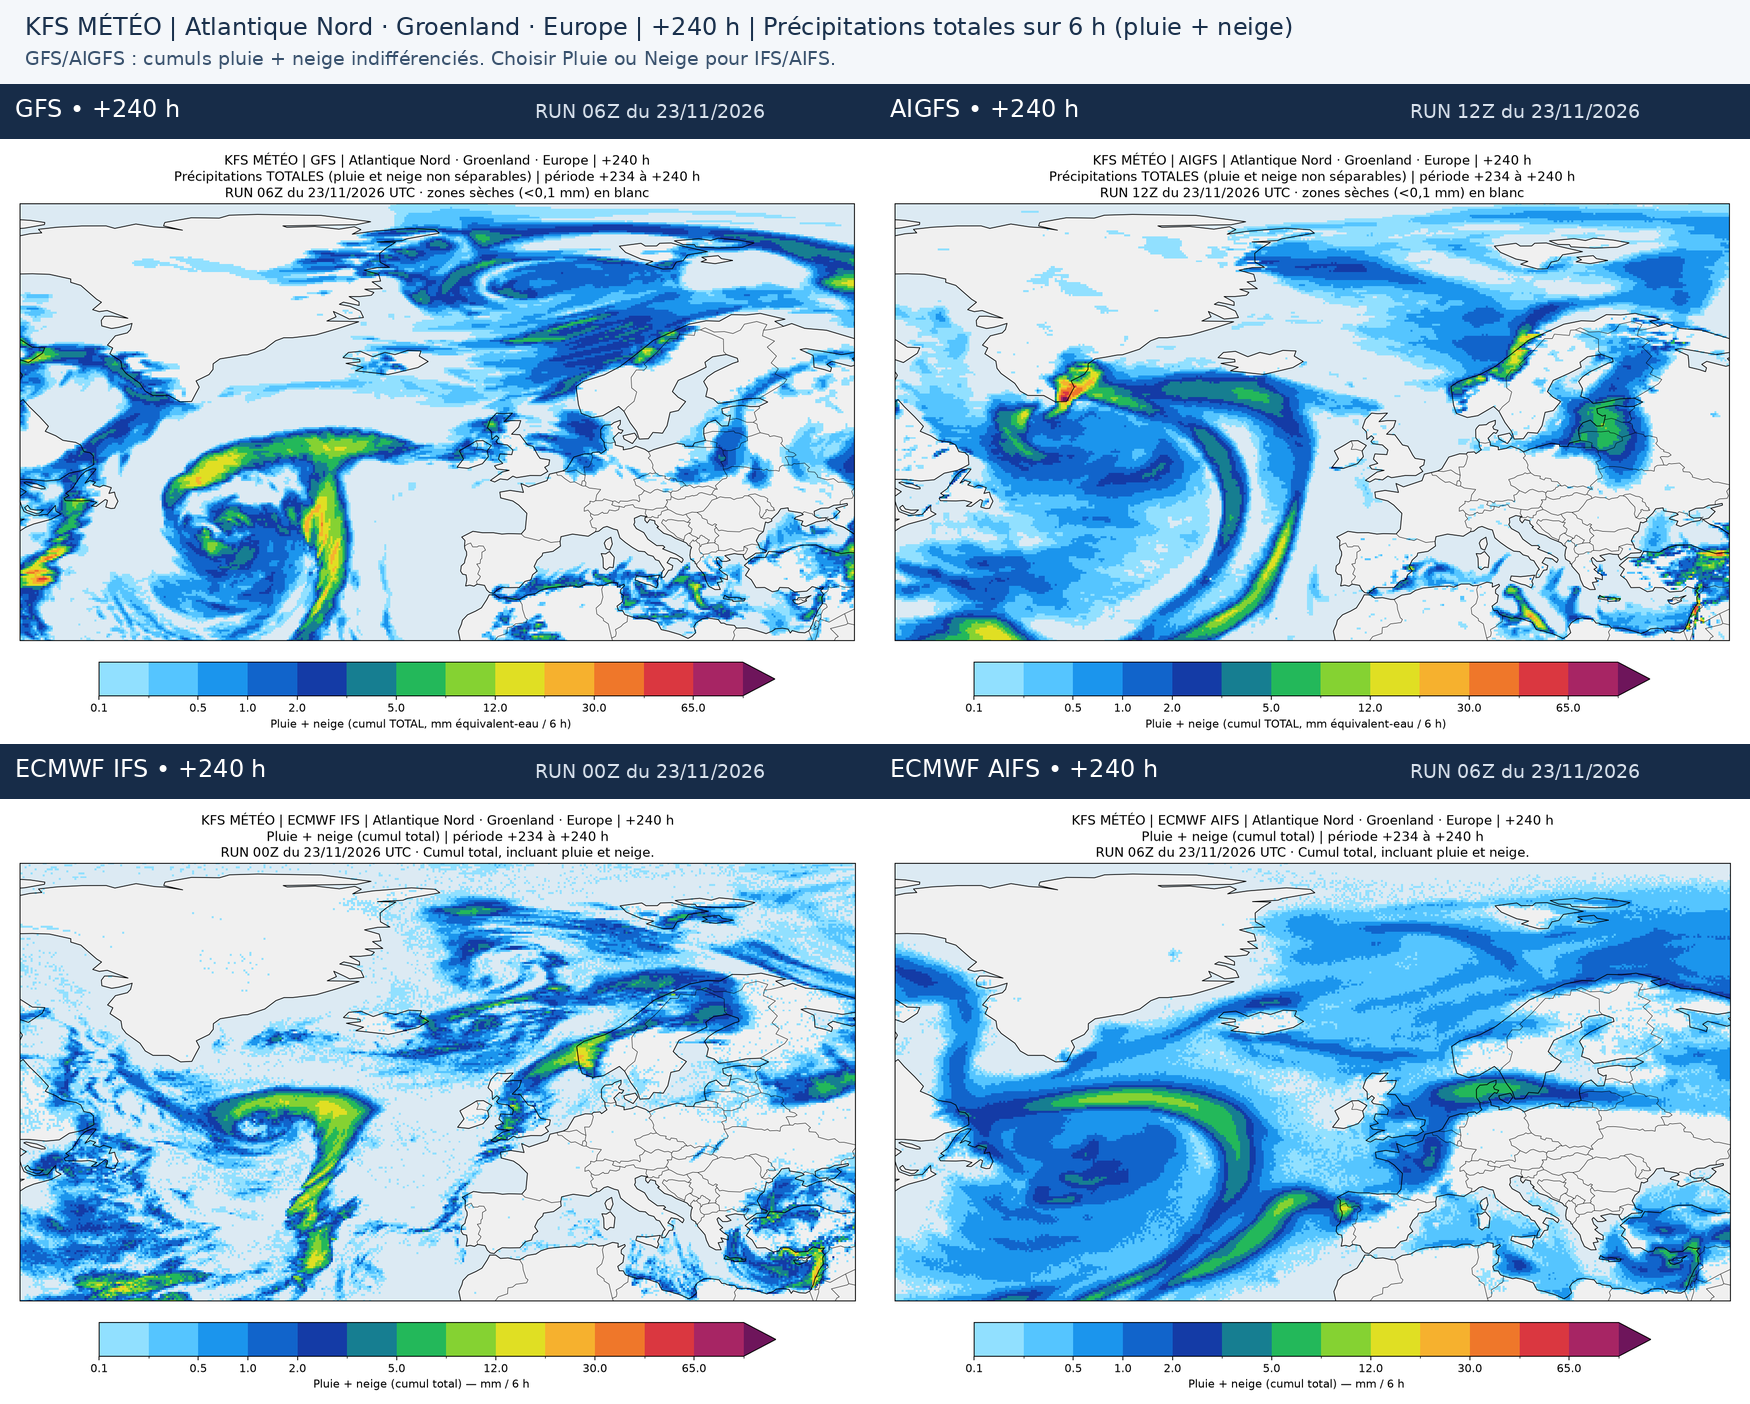 KFS MÉTÉO | Atlantique Nord · Groenland · Europe | +240 h | Précipitations totales sur 6 h (pluie + neige)
GFS/AIGFS : cumuls pluie + neige indifférenciés. Choisir Pluie ou Neige pour IFS/AIFS.
GFS • +240 h
RUN 06Z du 23/11/2026
AIGFS • +240 h
RUN 12Z du 23/11/2026
KFS MÉTÉO | GFS | Atlantique Nord · Groenland · Europe | +240 h
Précipitations TOTALES (pluie et neige non séparables) | période +234 à +240 h
RUN 06Z du 23/11/2026 UTC · zones sèches (<0,1 mm) en blanc
KFS MÉTÉO | AIGFS | Atlantique Nord · Groenland · Europe | +240 h
Précipitations TOTALES (pluie et neige non séparables) | période +234 à +240 h
RUN 12Z du 23/11/2026 UTC · zones sèches (<0,1 mm) en blanc
0.1 0.5 1.0 2.0 5.0 12.0 30.0 65.0
Pluie + neige (cumul TOTAL, mm équivalent-eau / 6 h)
0.1 0.5 1.0 2.0 5.0 12.0 30.0 65.0
Pluie + neige (cumul TOTAL, mm équivalent-eau / 6 h)
ECMWF IFS • +240 h
RUN 00Z du 23/11/2026
ECMWF AIFS • +240 h
RUN 06Z du 23/11/2026
KFS MÉTÉO | ECMWF IFS | Atlantique Nord · Groenland · Europe | +240 h
Pluie + neige (cumul total) | période +234 à +240 h
RUN 00Z du 23/11/2026 UTC · Cumul total, incluant pluie et neige.
KFS MÉTÉO | ECMWF AIFS | Atlantique Nord · Groenland · Europe | +240 h
Pluie + neige (cumul total) | période +234 à +240 h
RUN 06Z du 23/11/2026 UTC · Cumul total, incluant pluie et neige.
0.1 0.5 1.0 2.0 5.0 12.0 30.0 65.0
Pluie + neige (cumul total) — mm / 6 h
0.1 0.5 1.0 2.0 5.0 12.0 30.0 65.0
Pluie + neige (cumul total) — mm / 6 h